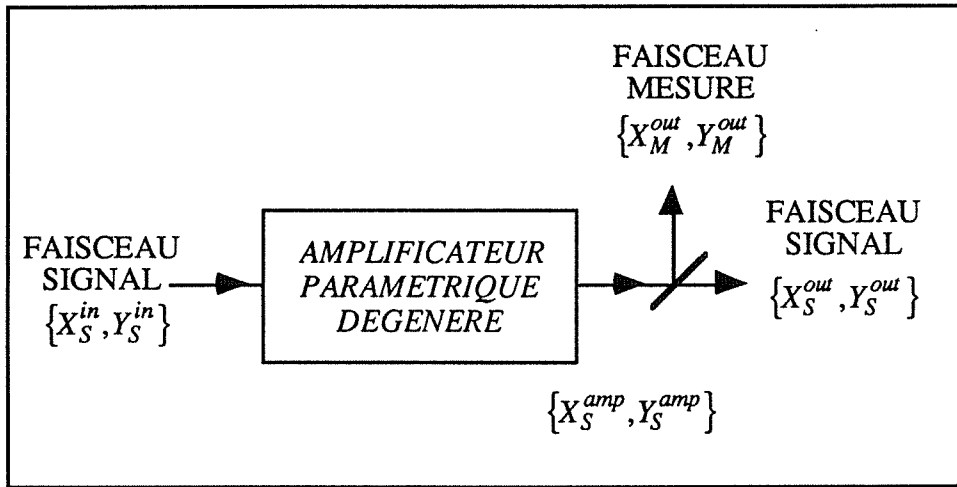 FAISCEAU
MESURE
{X_M^{out}, Y_M^{out}}
FAISCEAU
SIGNAL
{X_S^{in}, Y_S^{in}}
AMPLIFICATEUR
PARAMETRIQUE
DEGENERE
FAISCEAU
SIGNAL
{X_S^{out}, Y_S^{out}}
{X_S^{amp}, Y_S^{amp}}